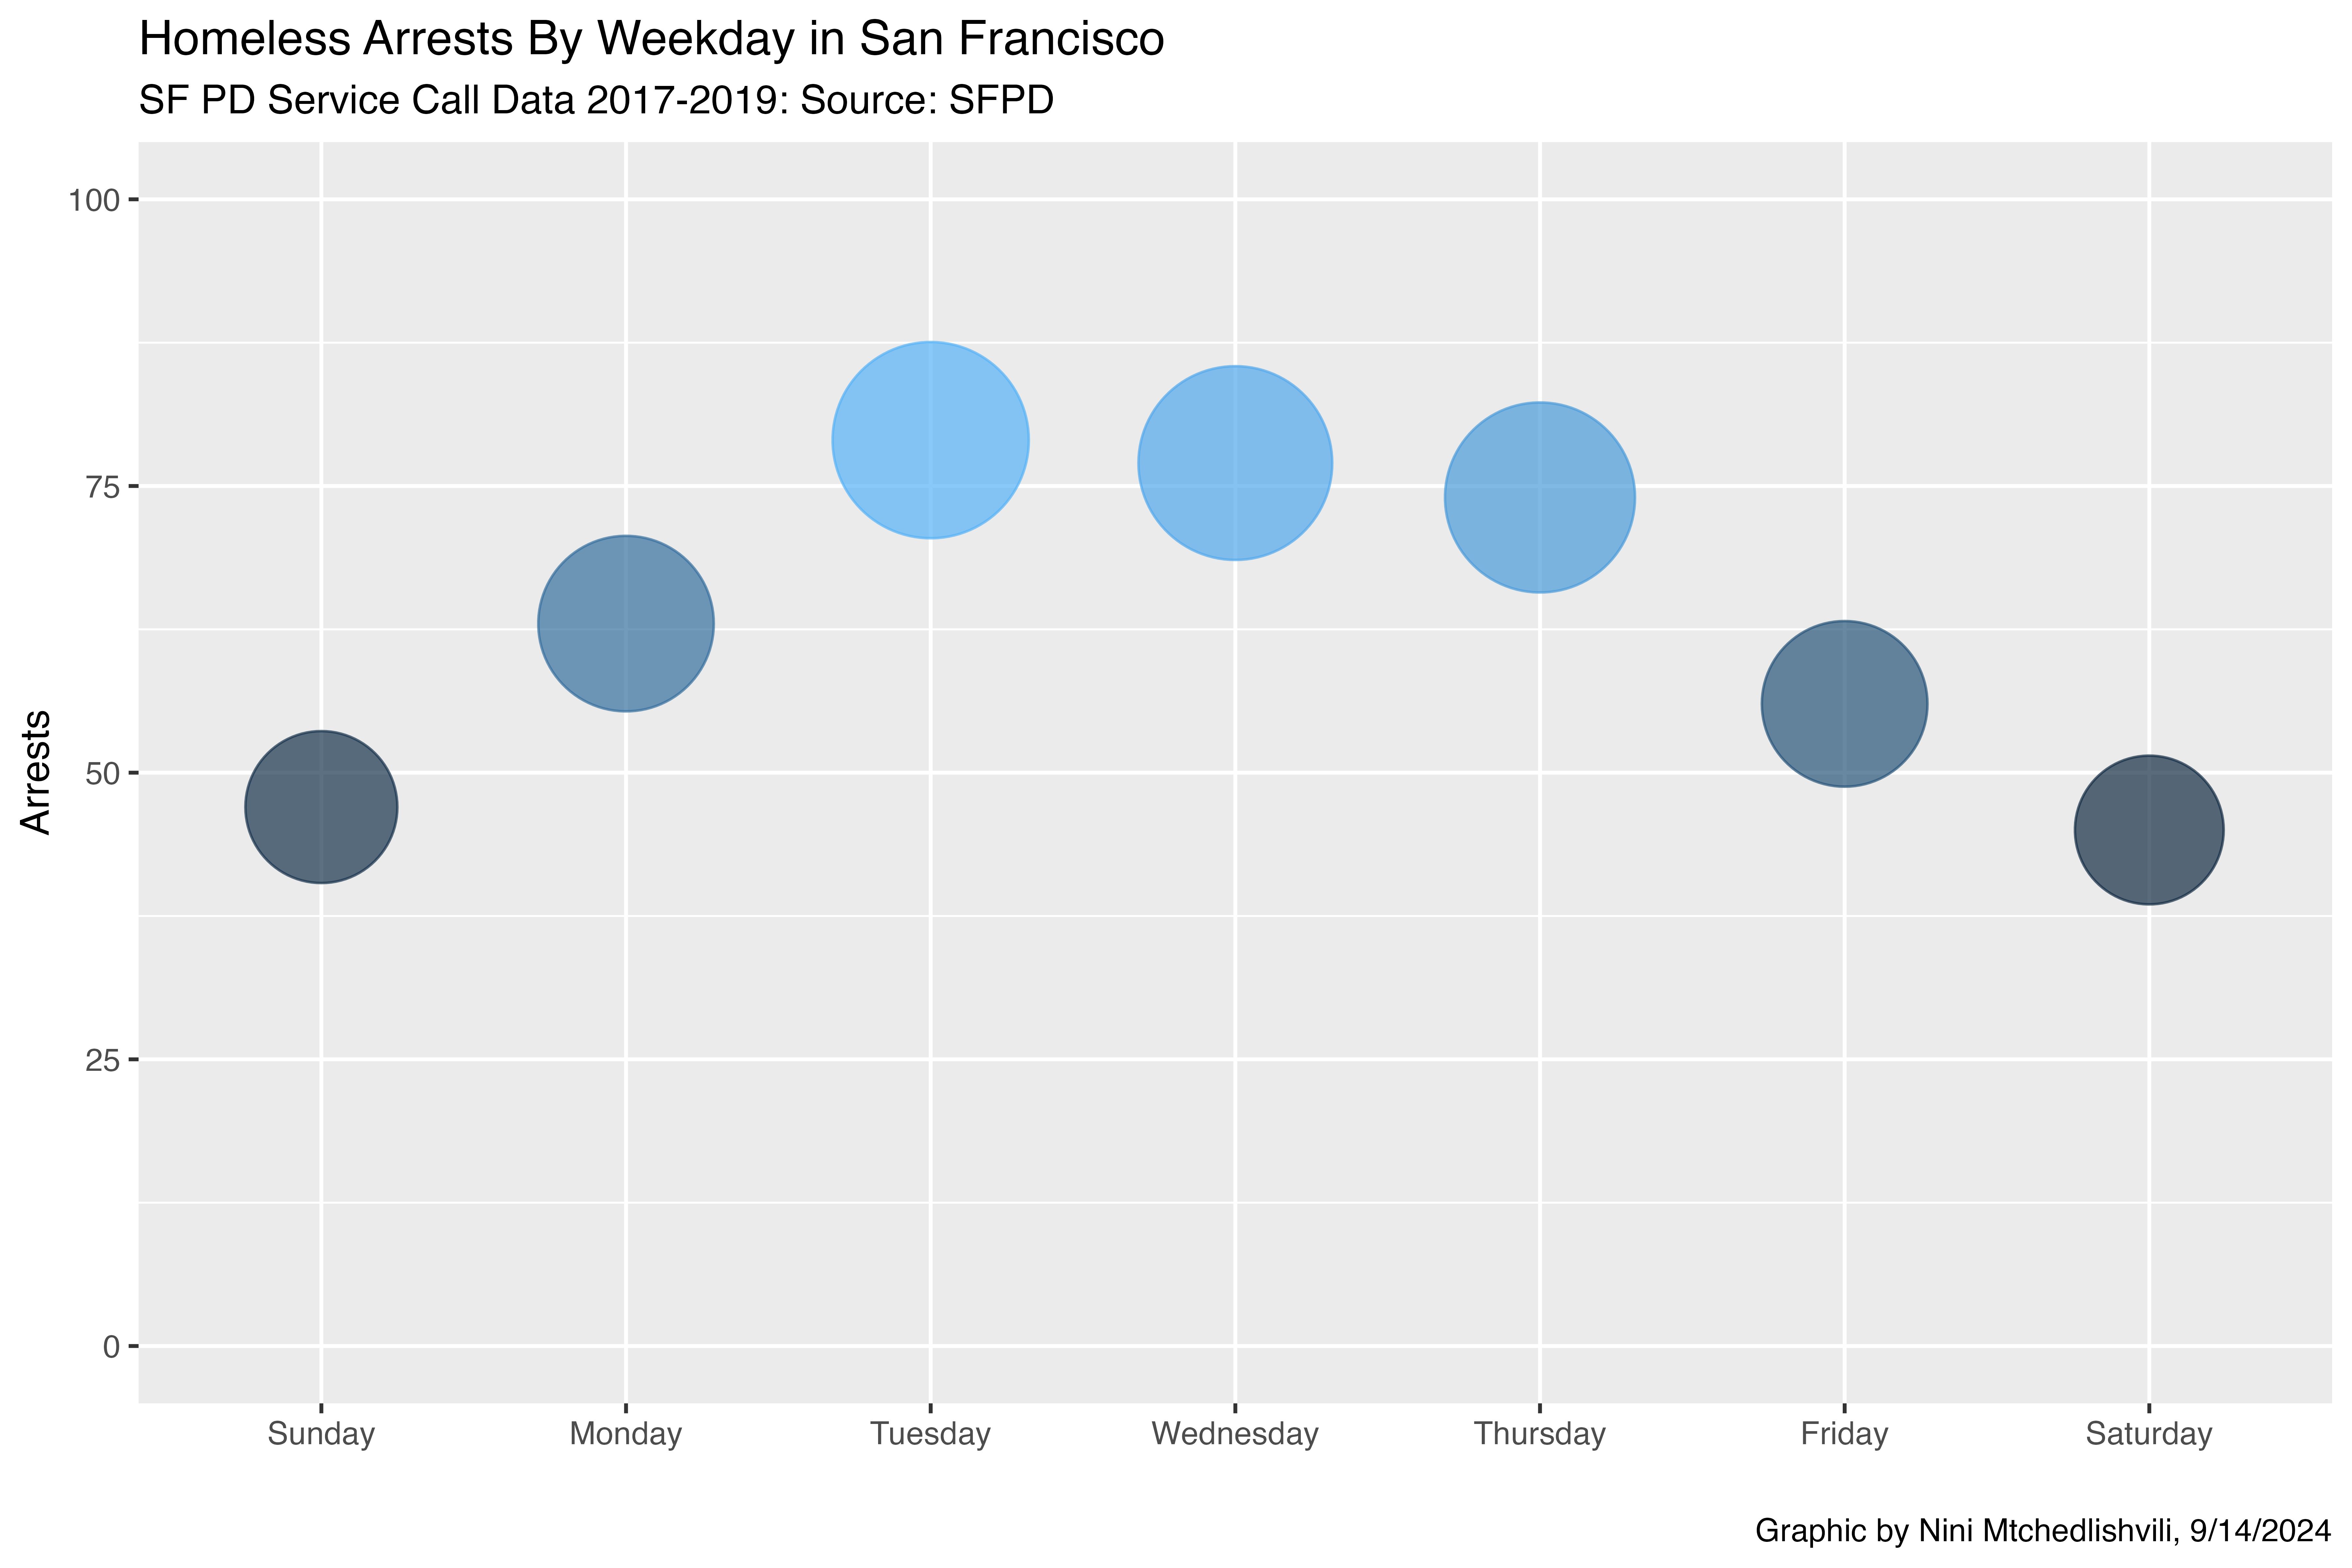 Homeless Arrests By Weekday in San Francisco
SF PD Service Call Data 2017-2019: Source: SFPD
100
75
50
25
0
Arrests
Sunday Monday Tuesday Wednesday Thursday Friday Saturday
Graphic by Nini Mtchedlishvili, 9/14/2024